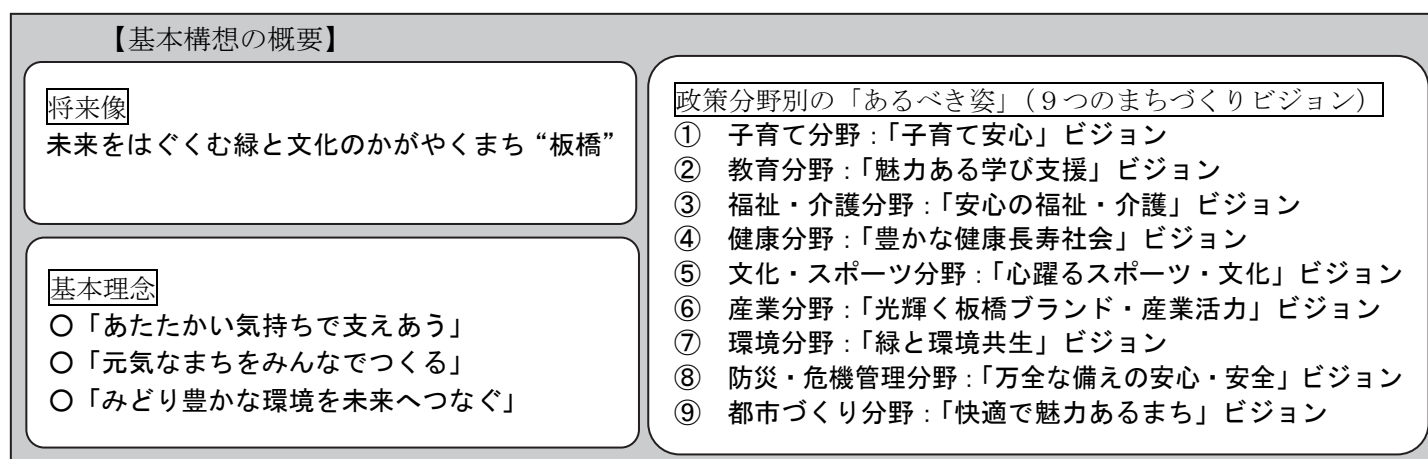 【基本構想の概要】
将来像
未来をはぐくむ緑と文化のかがやくまち“板橋”
基本理念
〇「あたたかい気持ちで支えあう」
〇「元気なまちをみんなでつくる」
〇「みどり豊かな環境を未来へつなぐ」
政策分野別の「あるべき姿」（９つのまちづくりビジョン）
① 子育て分野：「子育て安心」ビジョン
② 教育分野：「魅力ある学び支援」ビジョン
③ 福祉・介護分野：「安心の福祉・介護」ビジョン
④ 健康分野：「豊かな健康長寿社会」ビジョン
⑤ 文化・スポーツ分野：「心躍るスポーツ・文化」ビジョン
⑥ 産業分野：「光輝く板橋ブランド・産業活力」ビジョン
⑦ 環境分野：「緑と環境共生」ビジョン
⑧ 防災・危機管理分野：「万全な備えの安心・安全」ビジョン
⑨ 都市づくり分野：「快適で魅力あるまち」ビジョン